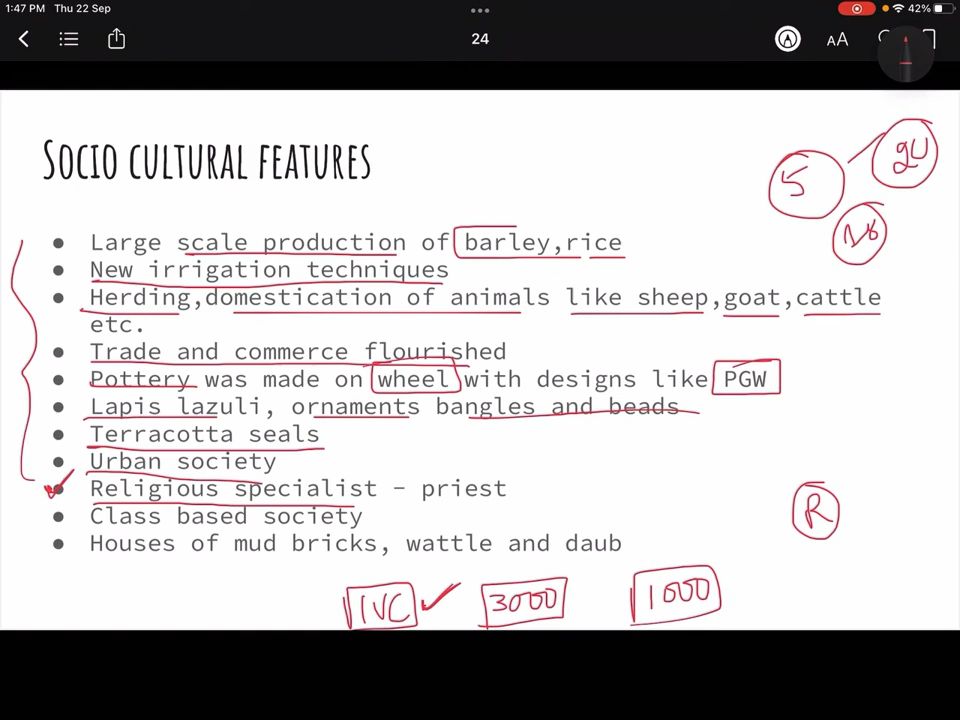 1:47 PM Thu 22 Sep
42%
24
AA
SOCIO CULTURAL FEATURES
5
20
• Large scale production of barley,rice
• New irrigation techniques
• Herding,domestication of animals like sheep,goat,cattle
etc.
• Trade and commerce flourished
• Pottery was made on wheel with designs like PGW
• Lapis lazuli, ornaments bangles and beads
• Terracotta seals
• Urban society
• Religious specialist – priest
• Class based society
• Houses of mud bricks, wattle and daub
R
IVC 3000 1000